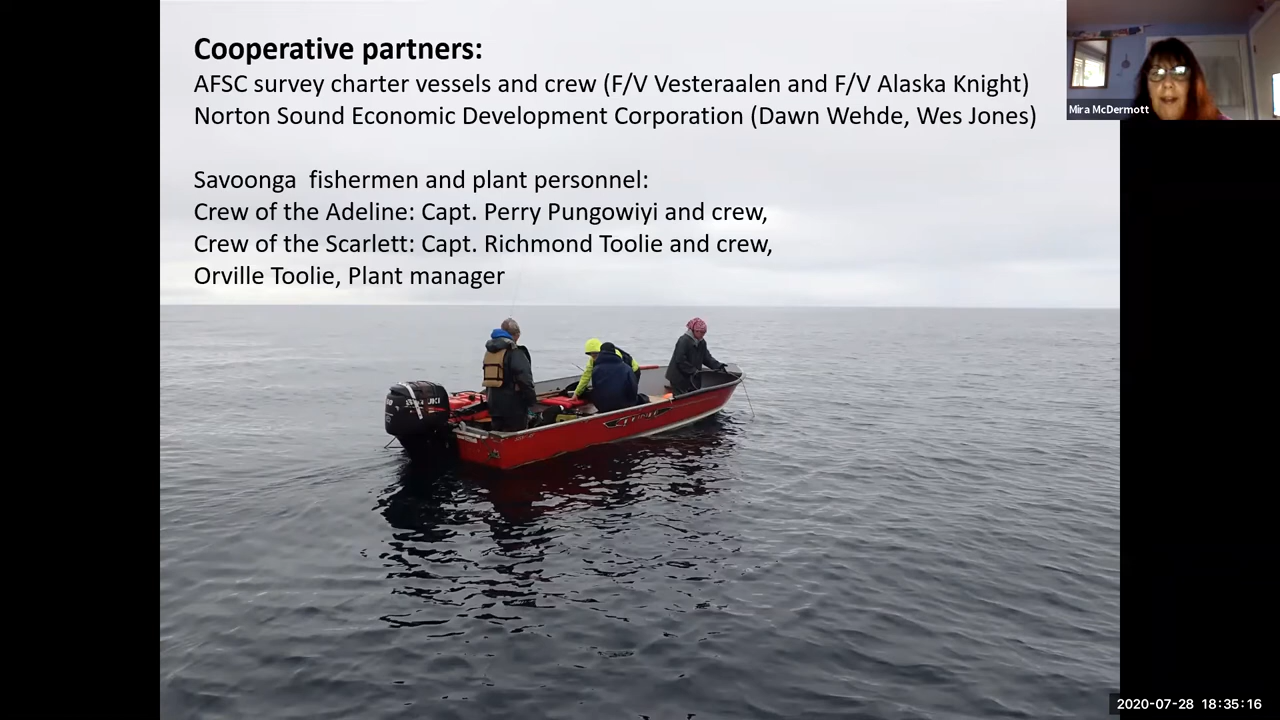 Cooperative partners:
AFSC survey charter vessels and crew (F/V Vesteraalen and F/V Alaska Knight)
Norton Sound Economic Development Corporation (Dawn Wehde, Wes Jones)
Savoonga fishermen and plant personnel:
Crew of the Adeline: Capt. Perry Pungowiyi and crew,
Crew of the Scarlett: Capt. Richmond Toolie and crew,
Orville Toolie, Plant manager
Mira McDermott
2020-07-28 18:35:16